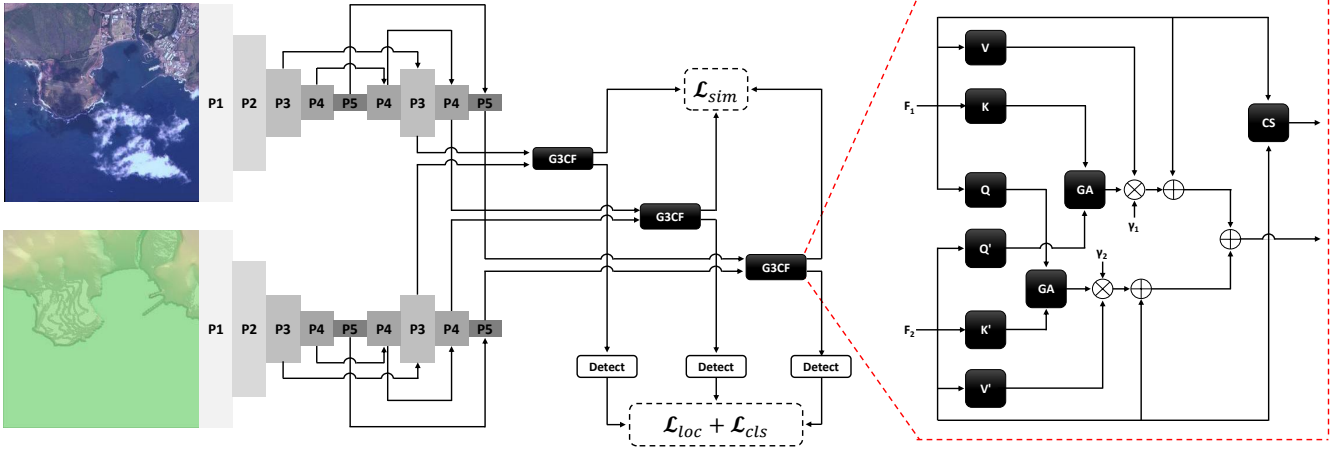 P1 P2 P3 P4 P5 P4 P3 P4 P5
G3CF
G3CF
G3CF
ℒsim
P1 P2 P3 P4 P5 P4 P3 P4 P5
Detect Detect Detect
ℒloc + ℒcls
V
F1 K
CS
Q GA
γ1
Q'
γ2
GA
F2 K'
V'